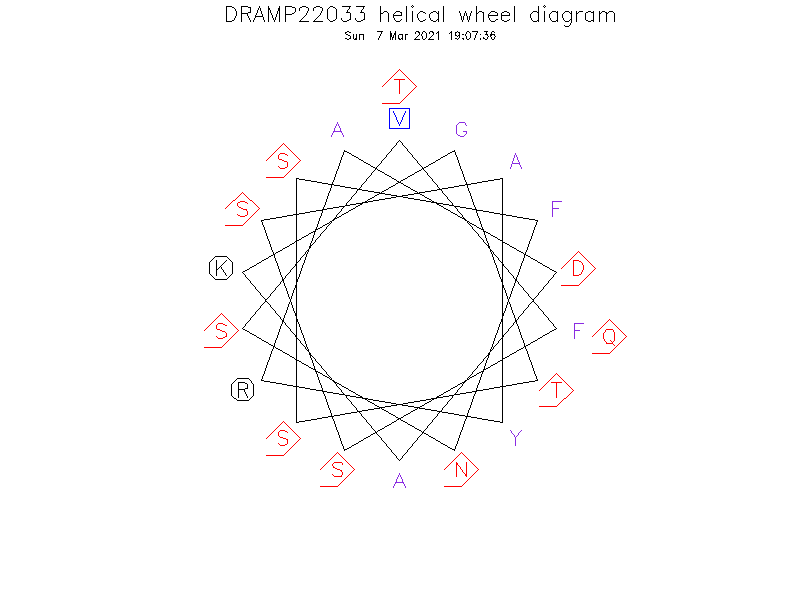 DRAMP22033 helical wheel diagram
Sun 7 Mar 2021 19:07:36
T
V
A G
S A
S F
K D
S F Q
R T
S Y
S N
A